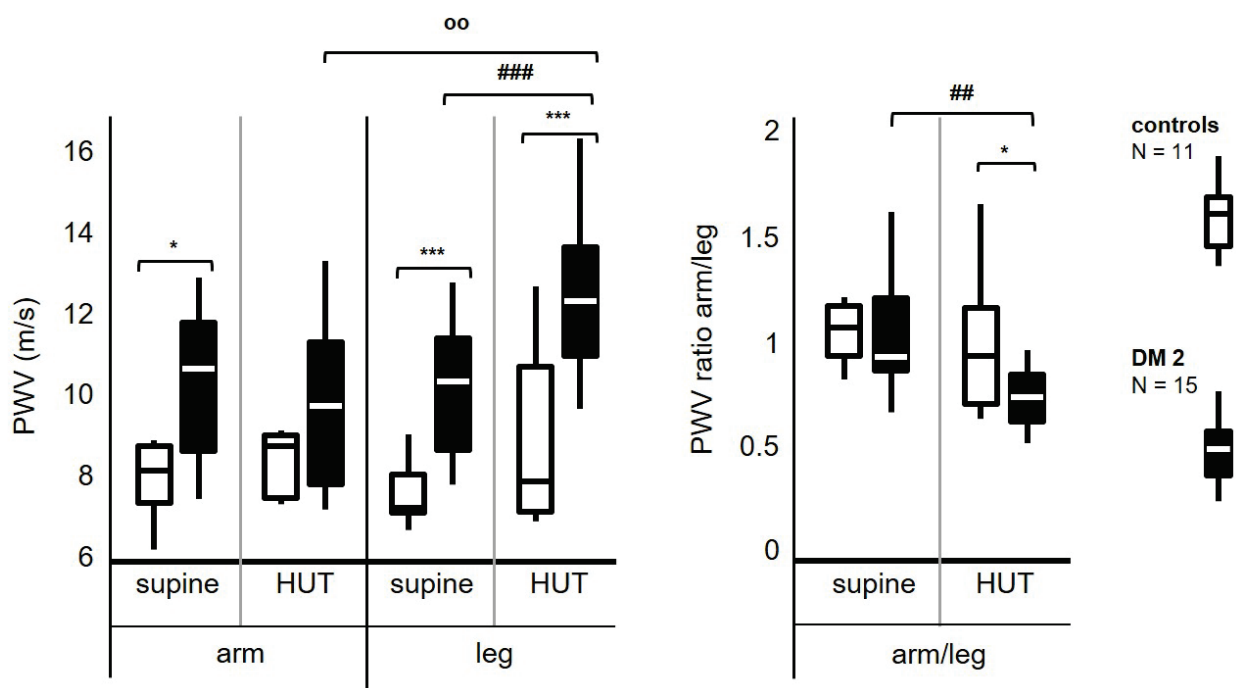 oo
###
***
*
***
PWV (m/s)
16
14
12
10
8
6
supine HUT supine HUT
arm leg
##
*
PWV ratio arm/leg
2
1.5
1
0.5
0
supine HUT
arm/leg
controls
N = 11
DM 2
N = 15